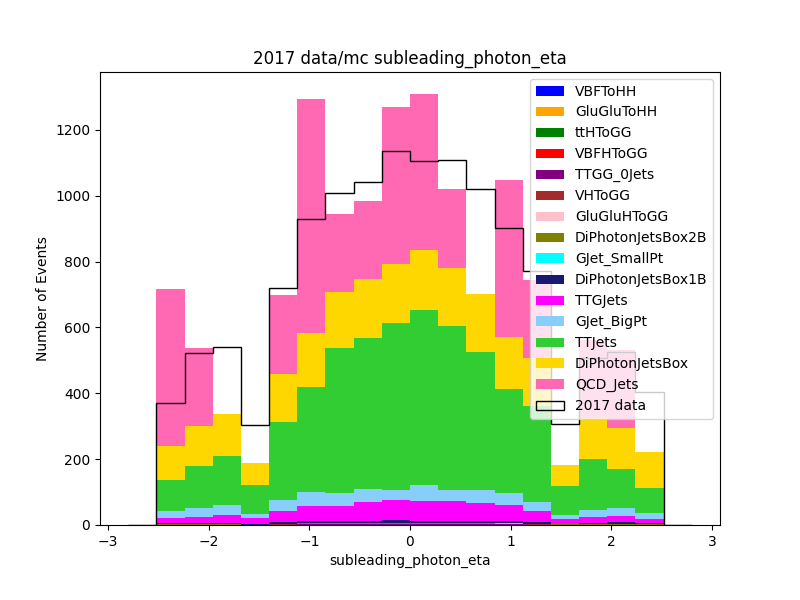 2017 data/mc subleading_photon_eta
Number of Events
1200
1000
800
600
400
200
0
−3
−2
−1
0
1
2
3
subleading_photon_eta
VBFToHH
GluGluToHH
ttHToGG
VBFHToGG
TTGG_0Jets
VHToGG
GluGluHToGG
DiPhotonJetsBox2B
GJet_SmallPt
DiPhotonJetsBox1B
TTGJets
GJet_BigPt
TTJets
DiPhotonJetsBox
QCD_Jets
2017 data